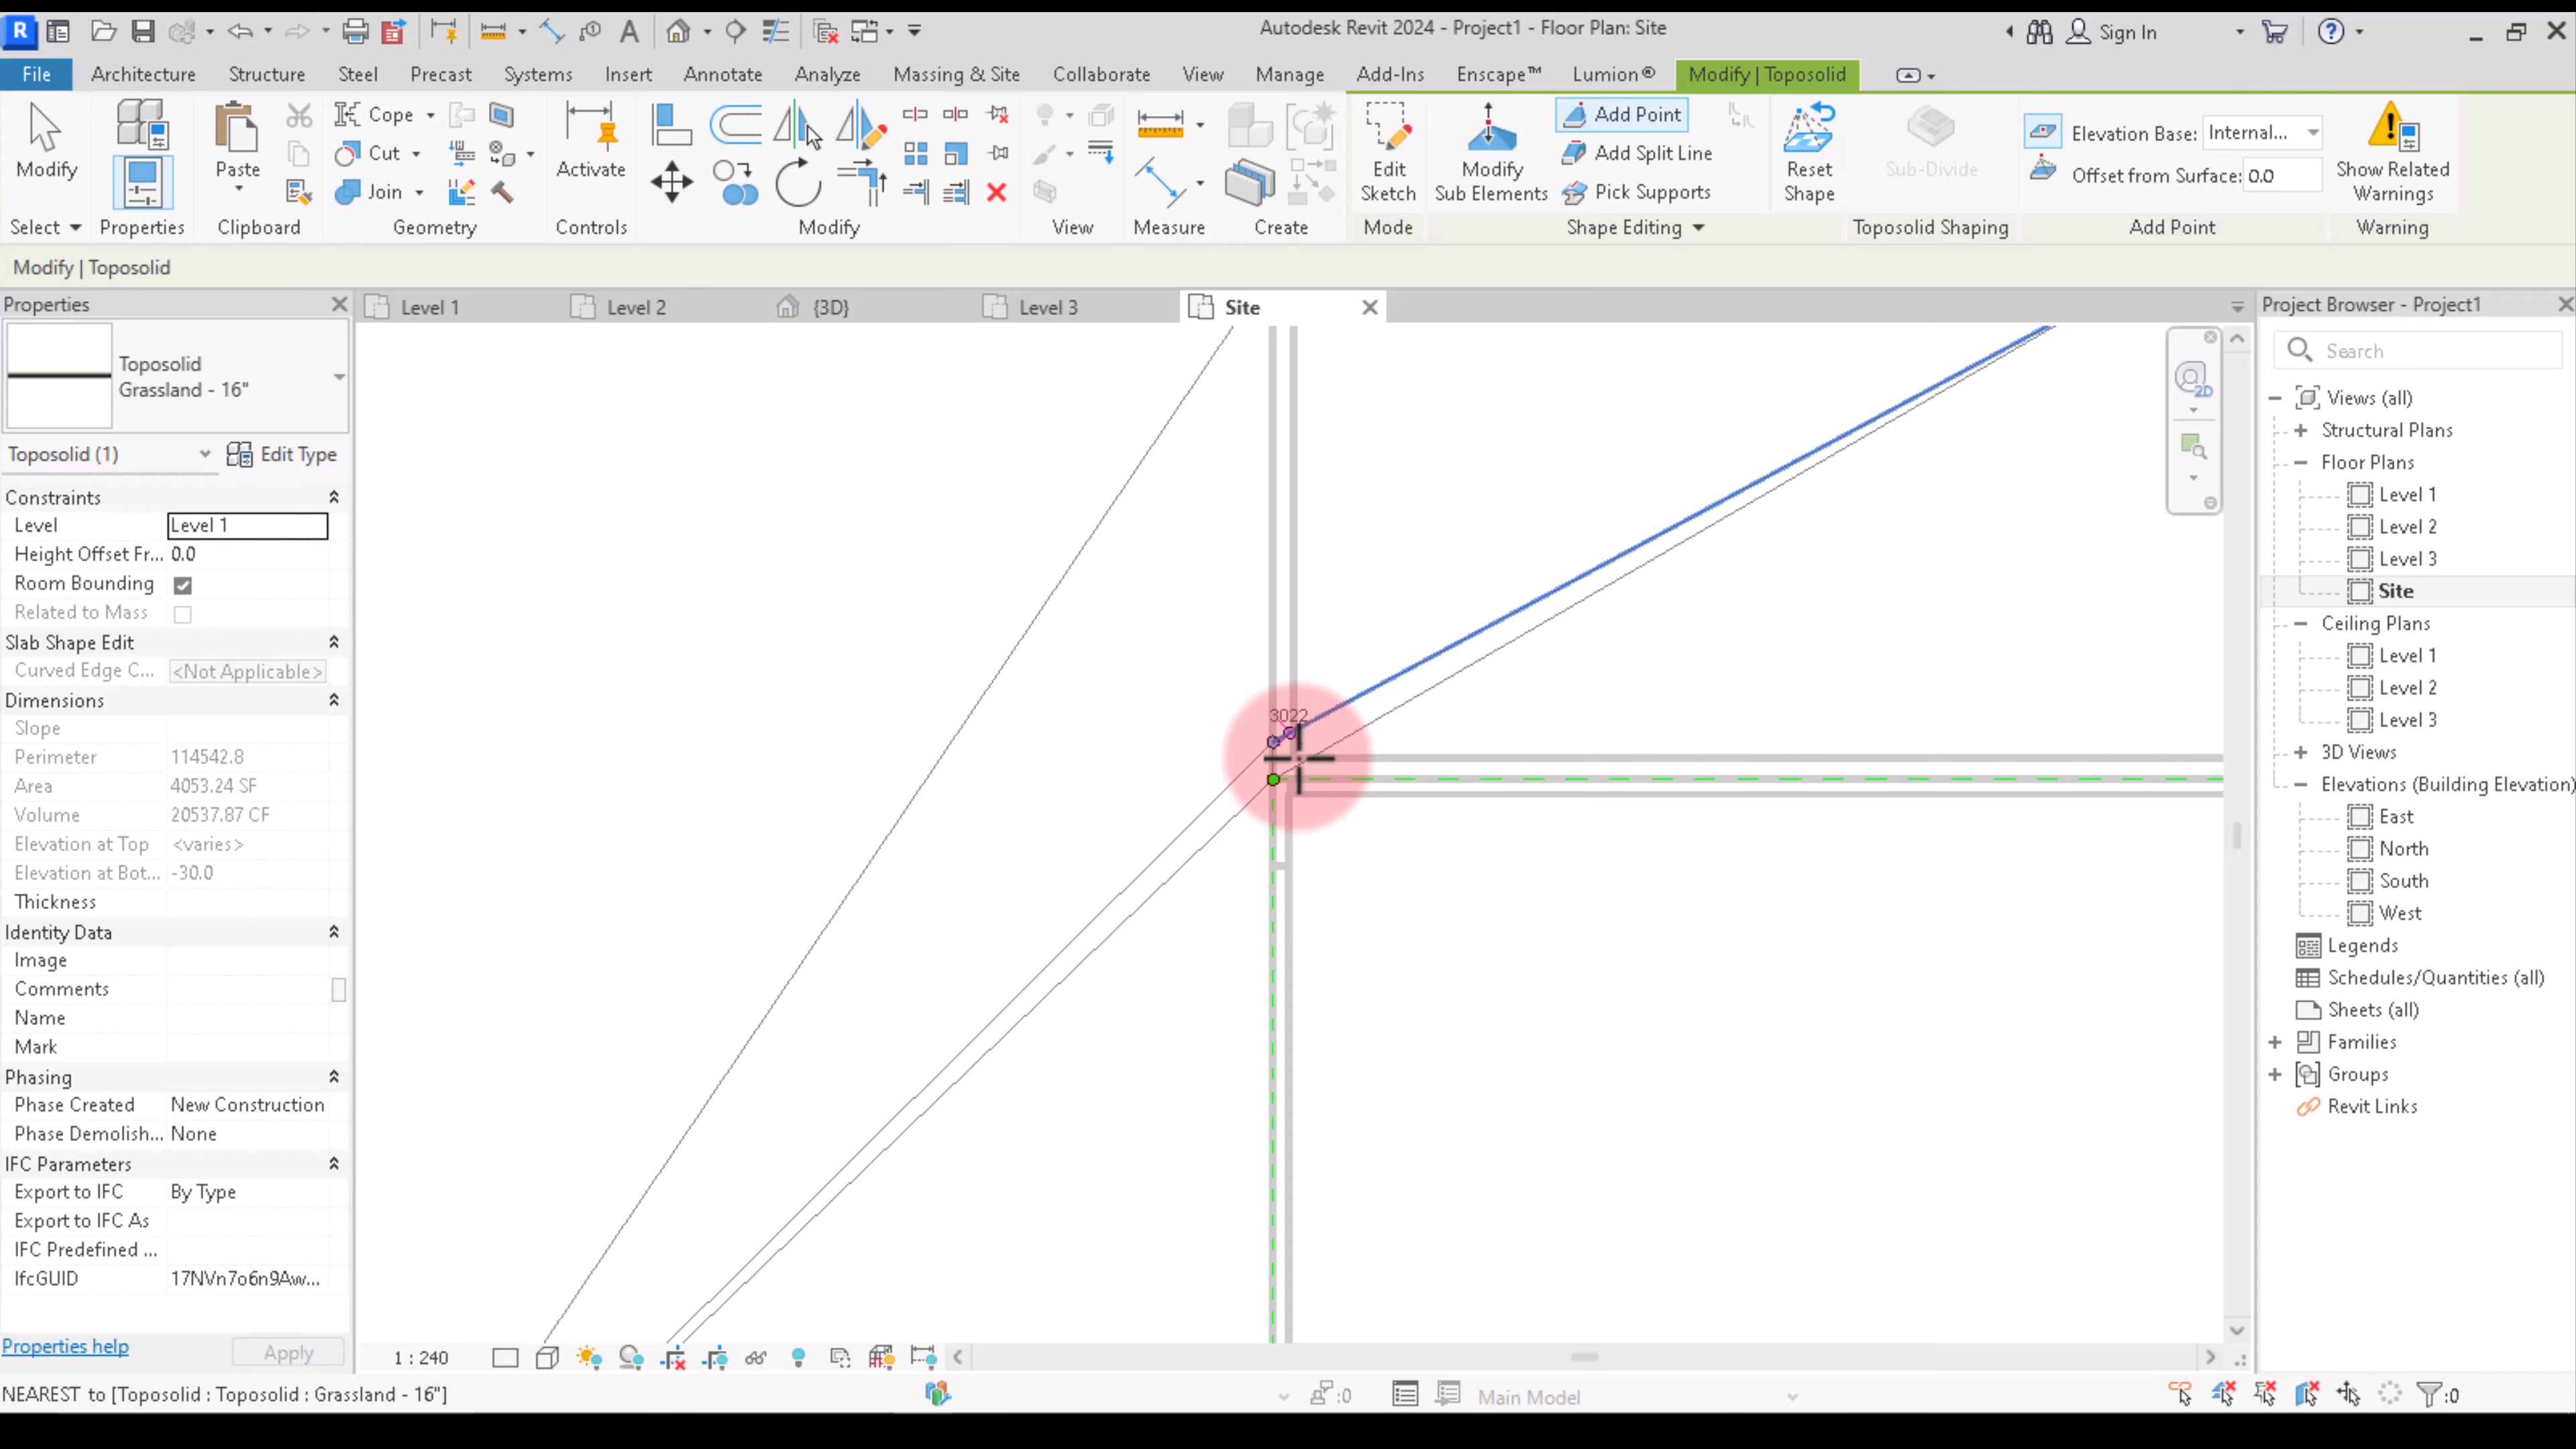 R
Autodesk Revit 2024 - Project1 - Floor Plan: Site
Sign In
File Architecture Structure Steel Precast Systems Insert Annotate Analyze Massing & Site Collaborate View Manage Add-Ins Enscape™ Lumion® Modify | Toposolid
Modify
Paste
Cope
Cut
Join
Activate
Edit Sketch
Modify Sub Elements
Add Point
Add Split Line
Pick Supports
Reset Shape
Sub-Divide
Elevation Base: Internal...
Offset from Surface: 0.0
Show Related Warnings
Select Properties Clipboard Geometry Controls Modify View Measure Create Mode Shape Editing Toposolid Shaping Add Point Warning
Modify | Toposolid
Properties
Level 1 Level 2 {3D} Level 3 Site
Project Browser - Project1
Toposolid
Grassland - 16"
Toposolid (1) Edit Type
Constraints
Level Level 1
Height Offset Fr... 0.0
Room Bounding
Related to Mass
Slab Shape Edit
Curved Edge C... <Not Applicable>
Dimensions
Slope
Perimeter 114542.8
Area 4053.24 SF
Volume 20537.87 CF
Elevation at Top <varies>
Elevation at Bot... -30.0
Thickness
Identity Data
Image
Comments
Name
Mark
Phasing
Phase Created New Construction
Phase Demolish... None
IFC Parameters
Export to IFC By Type
Export to IFC As
IFC Predefined ...
IfcGUID 17NVn7o6n9Aw...
Properties help Apply
3022
2D
Search
Views (all)
Structural Plans
Floor Plans
Level 1
Level 2
Level 3
Site
Ceiling Plans
Level 1
Level 2
Level 3
3D Views
Elevations (Building Elevation)
East
North
South
West
Legends
Schedules/Quantities (all)
Sheets (all)
Families
Groups
Revit Links
1 : 240
NEAREST to [Toposolid : Toposolid : Grassland - 16"]
:0
Main Model
:0